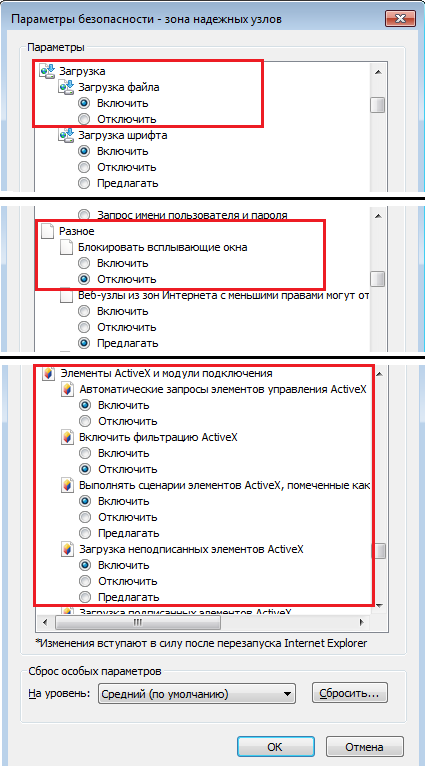 Параметры безопасности - зона надежных узлов
Параметры
Загрузка
Загрузка файла
Включить
Отключить
Загрузка шрифта
Включить
Отключить
Предлагать
Запрос имени пользователя и пароля
Разное
Блокировать всплывающие окна
Включить
Отключить
Веб-узлы из зон Интернета с меньшими правами могут от
Включить
Отключить
Предлагать
Элементы ActiveX и модули подключения
Автоматические запросы элементов управления ActiveX
Включить
Отключить
Включить фильтрацию ActiveX
Включить
Отключить
Выполнять сценарии элементов ActiveX, помеченные как
Включить
Отключить
Предлагать
Загрузка неподписанных элементов ActiveX
Включить
Отключить
Предлагать
Загрузка подписанных элементов ActiveX
*Изменения вступают в силу после перезапуска Internet Explorer
Сброс особых параметров
На уровень: Средний (по умолчанию) Сбросить...
OK Отмена